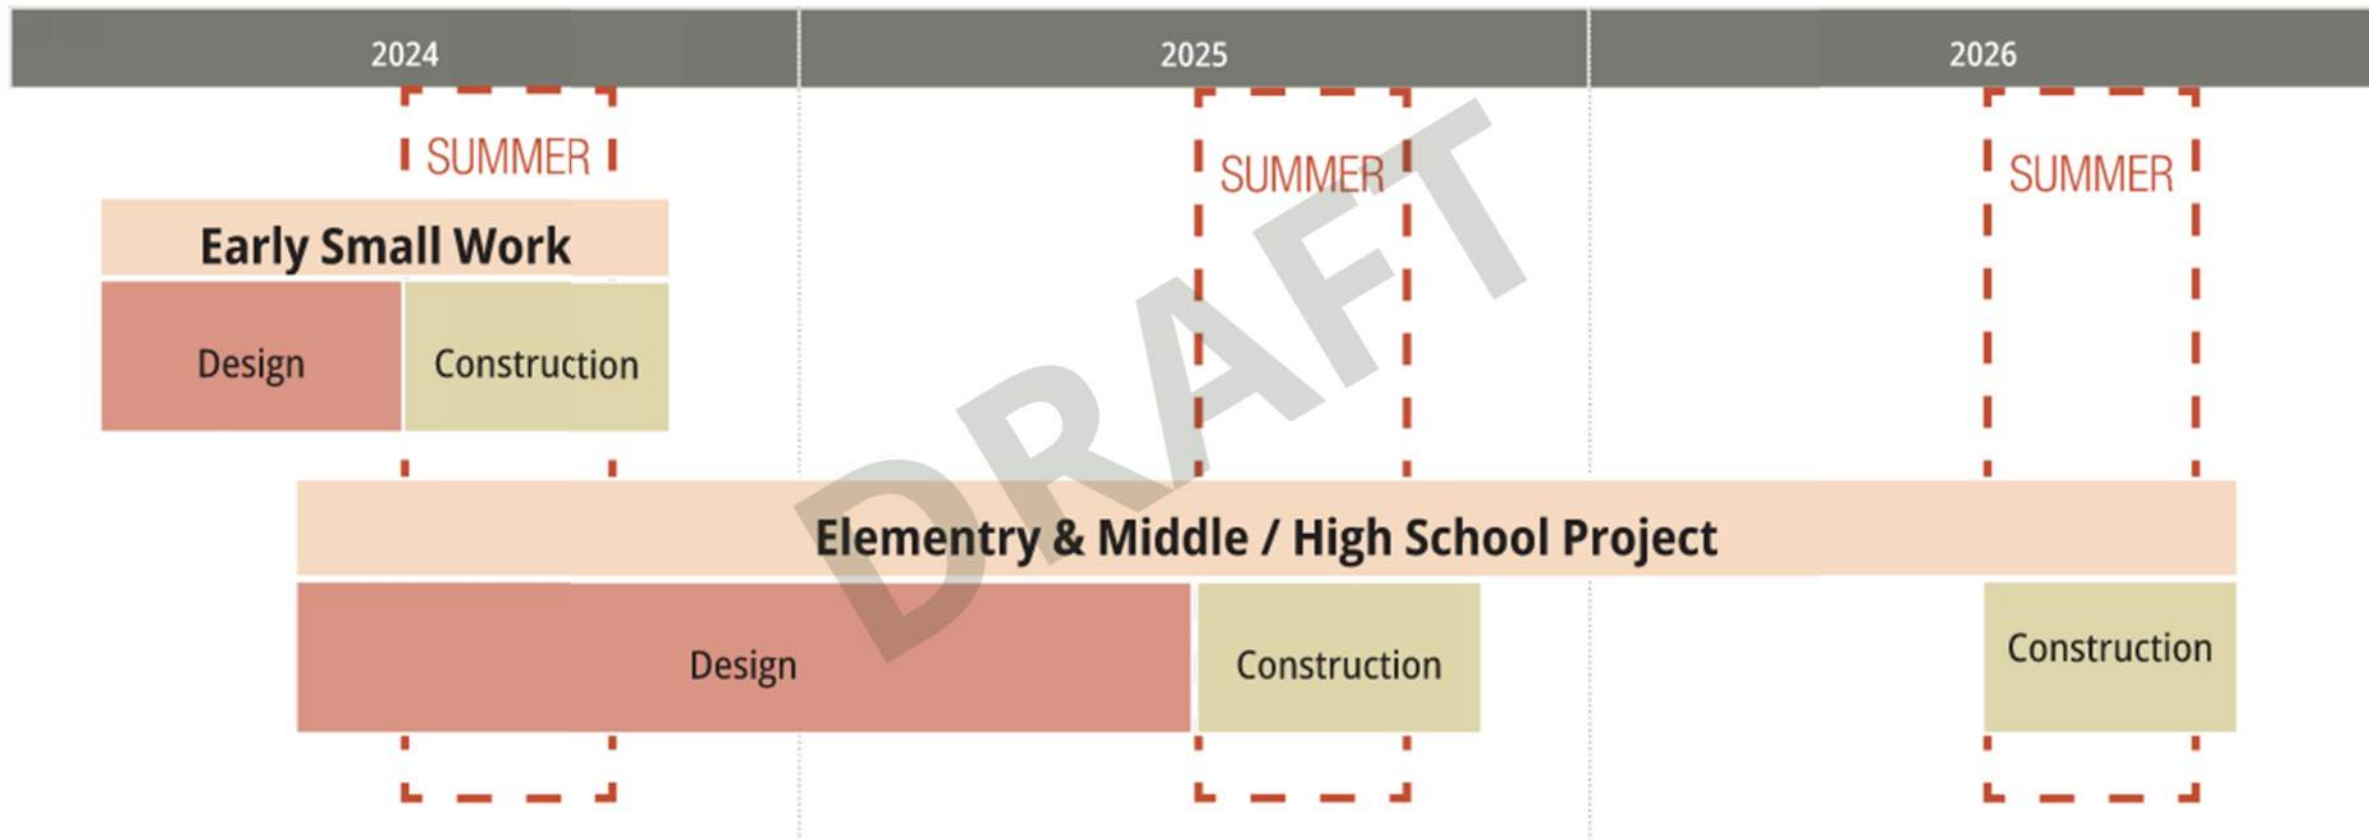 2024
2025
2026
SUMMER
SUMMER
SUMMER
Early Small Work
Design
Construction
DRAFT
Elementry & Middle / High School Project
Design
Construction
Construction